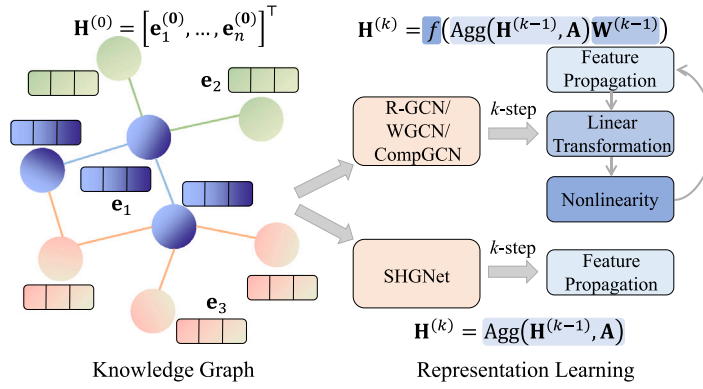 H^(0) = [e_1^(0), …, e_n^(0)]^⊤
e_2
e_1
e_3
Knowledge Graph
H^(k) = f(Agg(H^(k−1), A)W^(k−1))
R-GCN/
WGCN/
CompGCN
k-step
Feature
Propagation
Linear
Transformation
Nonlinearity
SHGNet
k-step
Feature
Propagation
H^(k) = Agg(H^(k−1), A)
Representation Learning